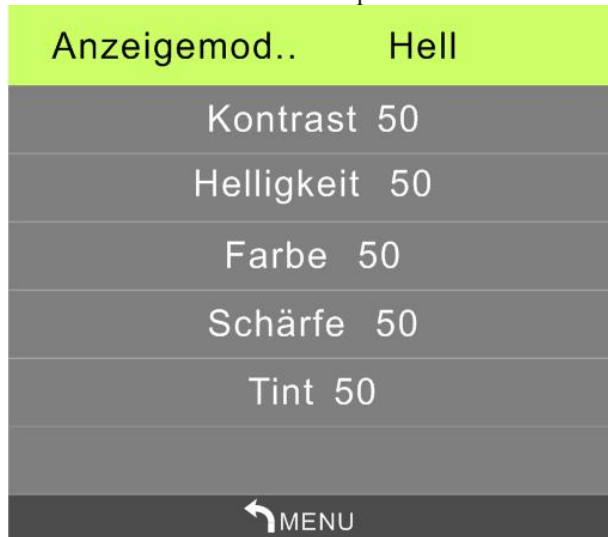 Anzeigemod.. Hell
Kontrast 50
Helligkeit 50
Farbe 50
Schärfe 50
Tint 50
MENU